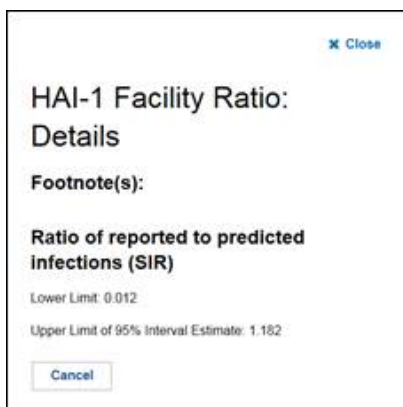 ✖ Close
HAI-1 Facility Ratio:
Details
Footnote(s):
Ratio of reported to predicted
infections (SIR)
Lower Limit: 0.012
Upper Limit of 95% Interval Estimate: 1.182
Cancel